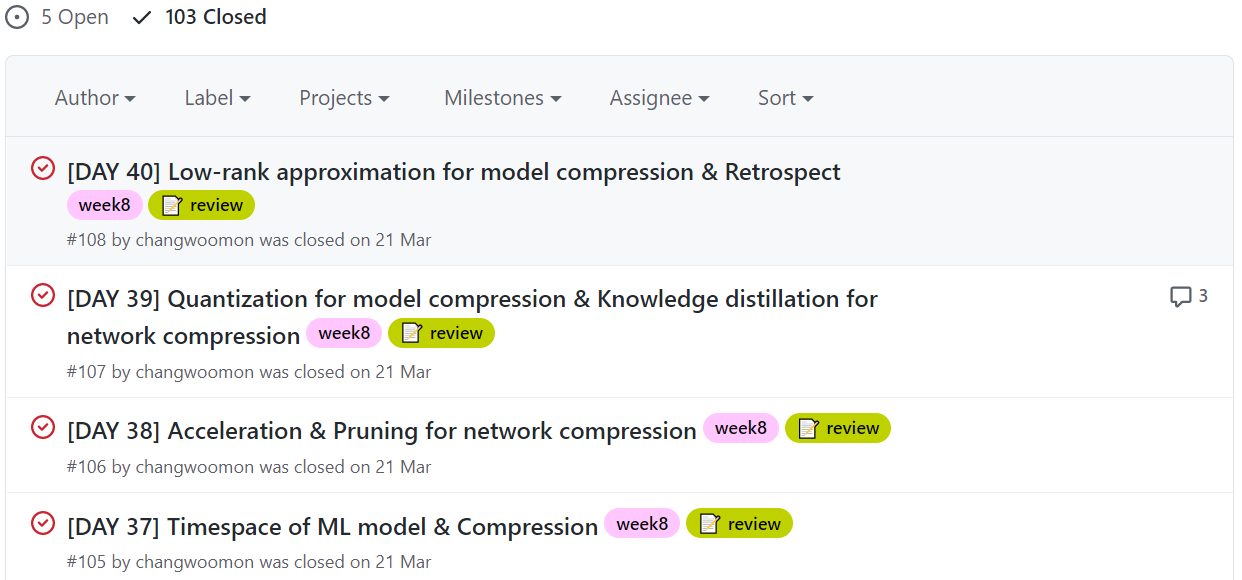 5 Open 103 Closed
Author Label Projects Milestones Assignee Sort
[DAY 40] Low-rank approximation for model compression & Retrospect
week8 📝 review
#108 by changwoomon was closed on 21 Mar
[DAY 39] Quantization for model compression & Knowledge distillation for 3
network compression week8 📝 review
#107 by changwoomon was closed on 21 Mar
[DAY 38] Acceleration & Pruning for network compression week8 📝 review
#106 by changwoomon was closed on 21 Mar
[DAY 37] Timespace of ML model & Compression week8 📝 review
#105 by changwoomon was closed on 21 Mar